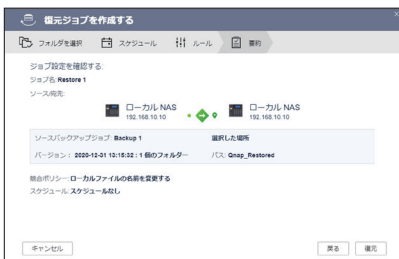 復元ジョブを作成する
フォルダを選択 スケジュール ルール 要約
ジョブ設定を確認する:
ジョブ名: Restore 1
ソース/宛先:
ローカル NAS ローカル NAS
192.168.10.10 192.168.10.10
ソースバックアップジョブ: Backup 1 選択した場所
バージョン： 2020-12-31 13:15:32 : 1 個のフォルダー パス: Qnap_Restored
競合ポリシー: ローカルファイルの名前を変更する
スケジュール: スケジュールなし
キャンセル 戻る 復元